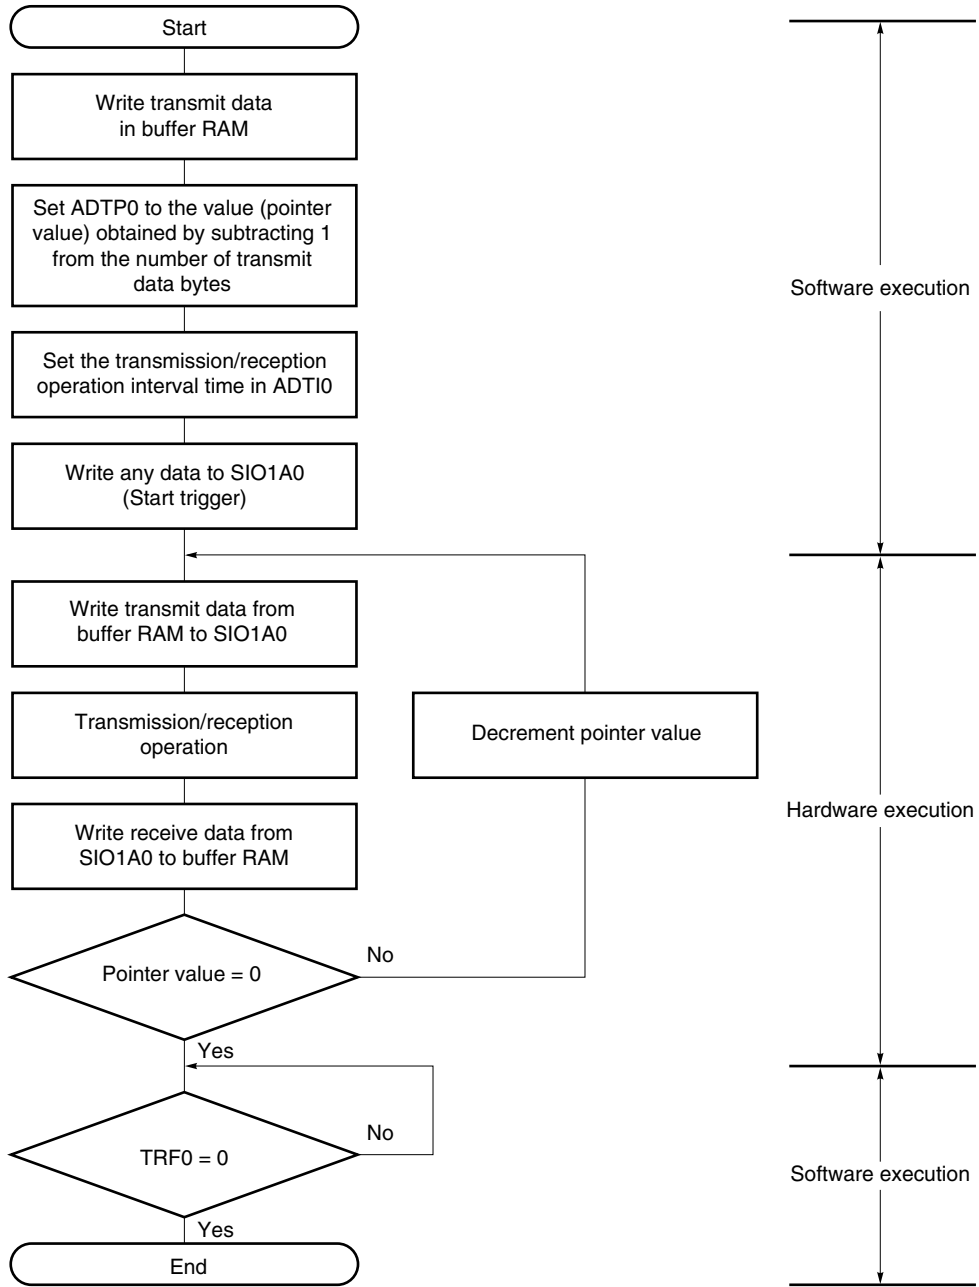 Start
Write transmit data
in buffer RAM
Set ADTP0 to the value (pointer
value) obtained by subtracting 1
from the number of transmit
data bytes
Software execution
Set the transmission/reception
operation interval time in ADTI0
Write any data to SIO1A0
(Start trigger)
Write transmit data from
buffer RAM to SIO1A0
Transmission/reception
operation
Decrement pointer value
Hardware execution
Write receive data from
SIO1A0 to buffer RAM
Pointer value = 0
No
Yes
TRF0 = 0
No
Software execution
Yes
End